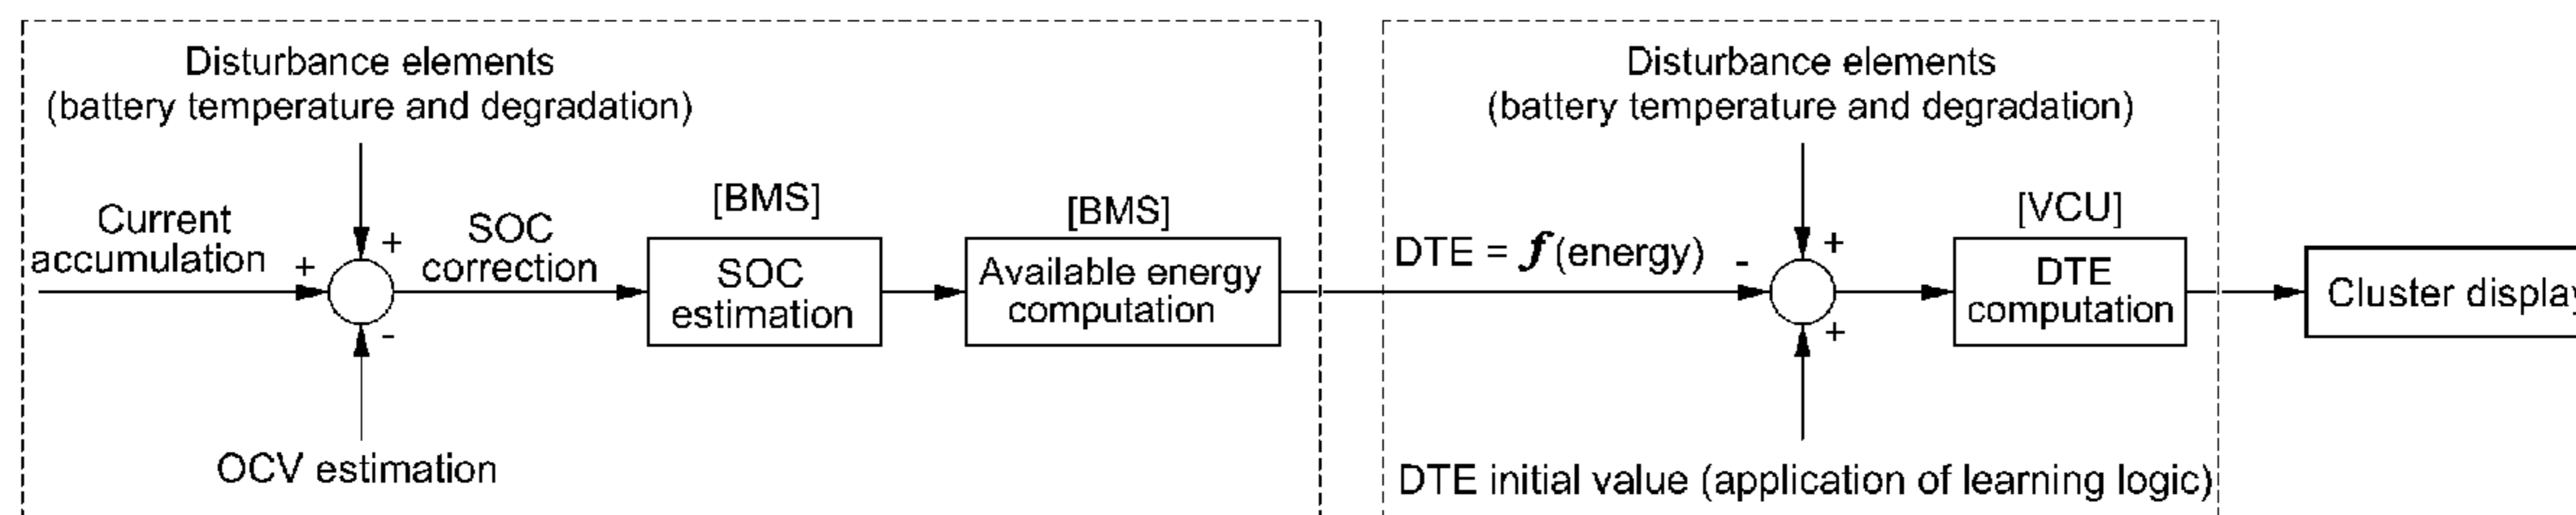 Disturbance elements
(battery temperature and degradation)
Current
accumulation
+
+
-
SOC
correction
[BMS]
SOC
estimation
[BMS]
Available energy
computation
OCV estimation
Disturbance elements
(battery temperature and degradation)
DTE = f(energy)
-
+
+
[VCU]
DTE
computation
DTE initial value (application of learning logic)
Cluster display